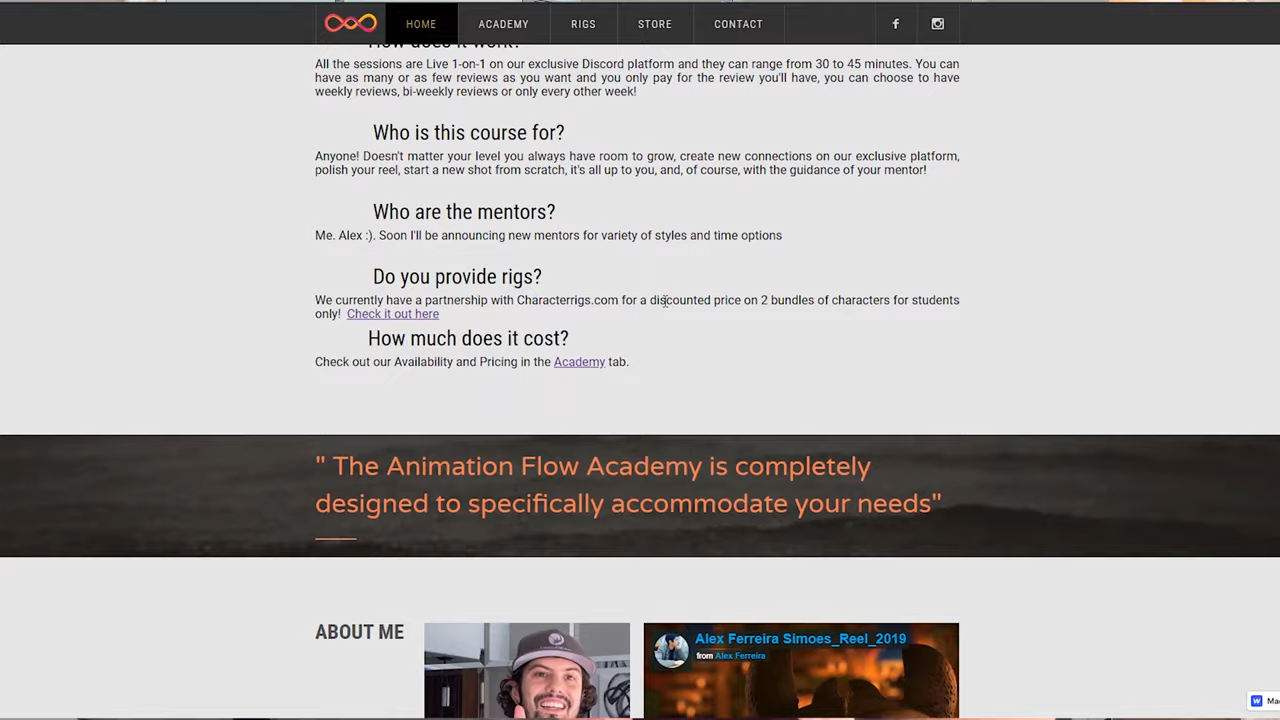 HOME ACADEMY RIGS STORE CONTACT
How does it work?
All the sessions are Live 1-on-1 on our exclusive Discord platform and they can range from 30 to 45 minutes. You can
have as many or as few reviews as you want and you only pay for the review you'll have, you can choose to have
weekly reviews, bi-weekly reviews or only every other week!
Who is this course for?
Anyone! Doesn't matter your level you always have room to grow, create new connections on our exclusive platform,
polish your reel, start a new shot from scratch, it's all up to you, and, of course, with the guidance of your mentor!
Who are the mentors?
Me. Alex :). Soon I'll be announcing new mentors for variety of styles and time options
Do you provide rigs?
We currently have a partnership with Characterrigs.com for a discounted price on 2 bundles of characters for students
only! Check it out here
How much does it cost?
Check out our Availability and Pricing in the Academy tab.
" The Animation Flow Academy is completely
designed to specifically accommodate your needs"
ABOUT ME
Alex Ferreira Simoes_Reel_2019
from Alex Ferreira